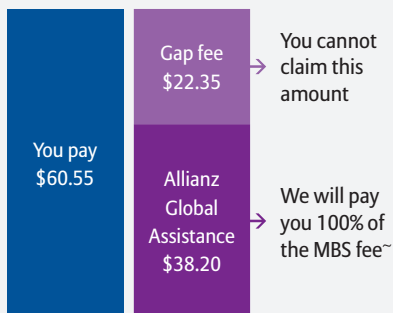 You pay
$60.55
Gap fee
$22.35
You cannot
claim this
amount
Allianz
Global
Assistance
$38.20
We will pay
you 100% of
the MBS fee~